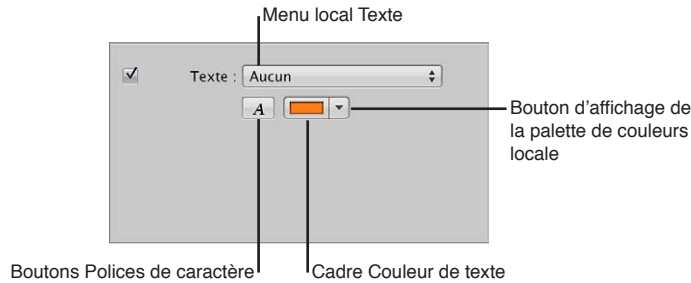 Menu local Texte
Texte : Aucun
A
Bouton d’affichage de
la palette de couleurs
locale
Boutons Polices de caractère
Cadre Couleur de texte